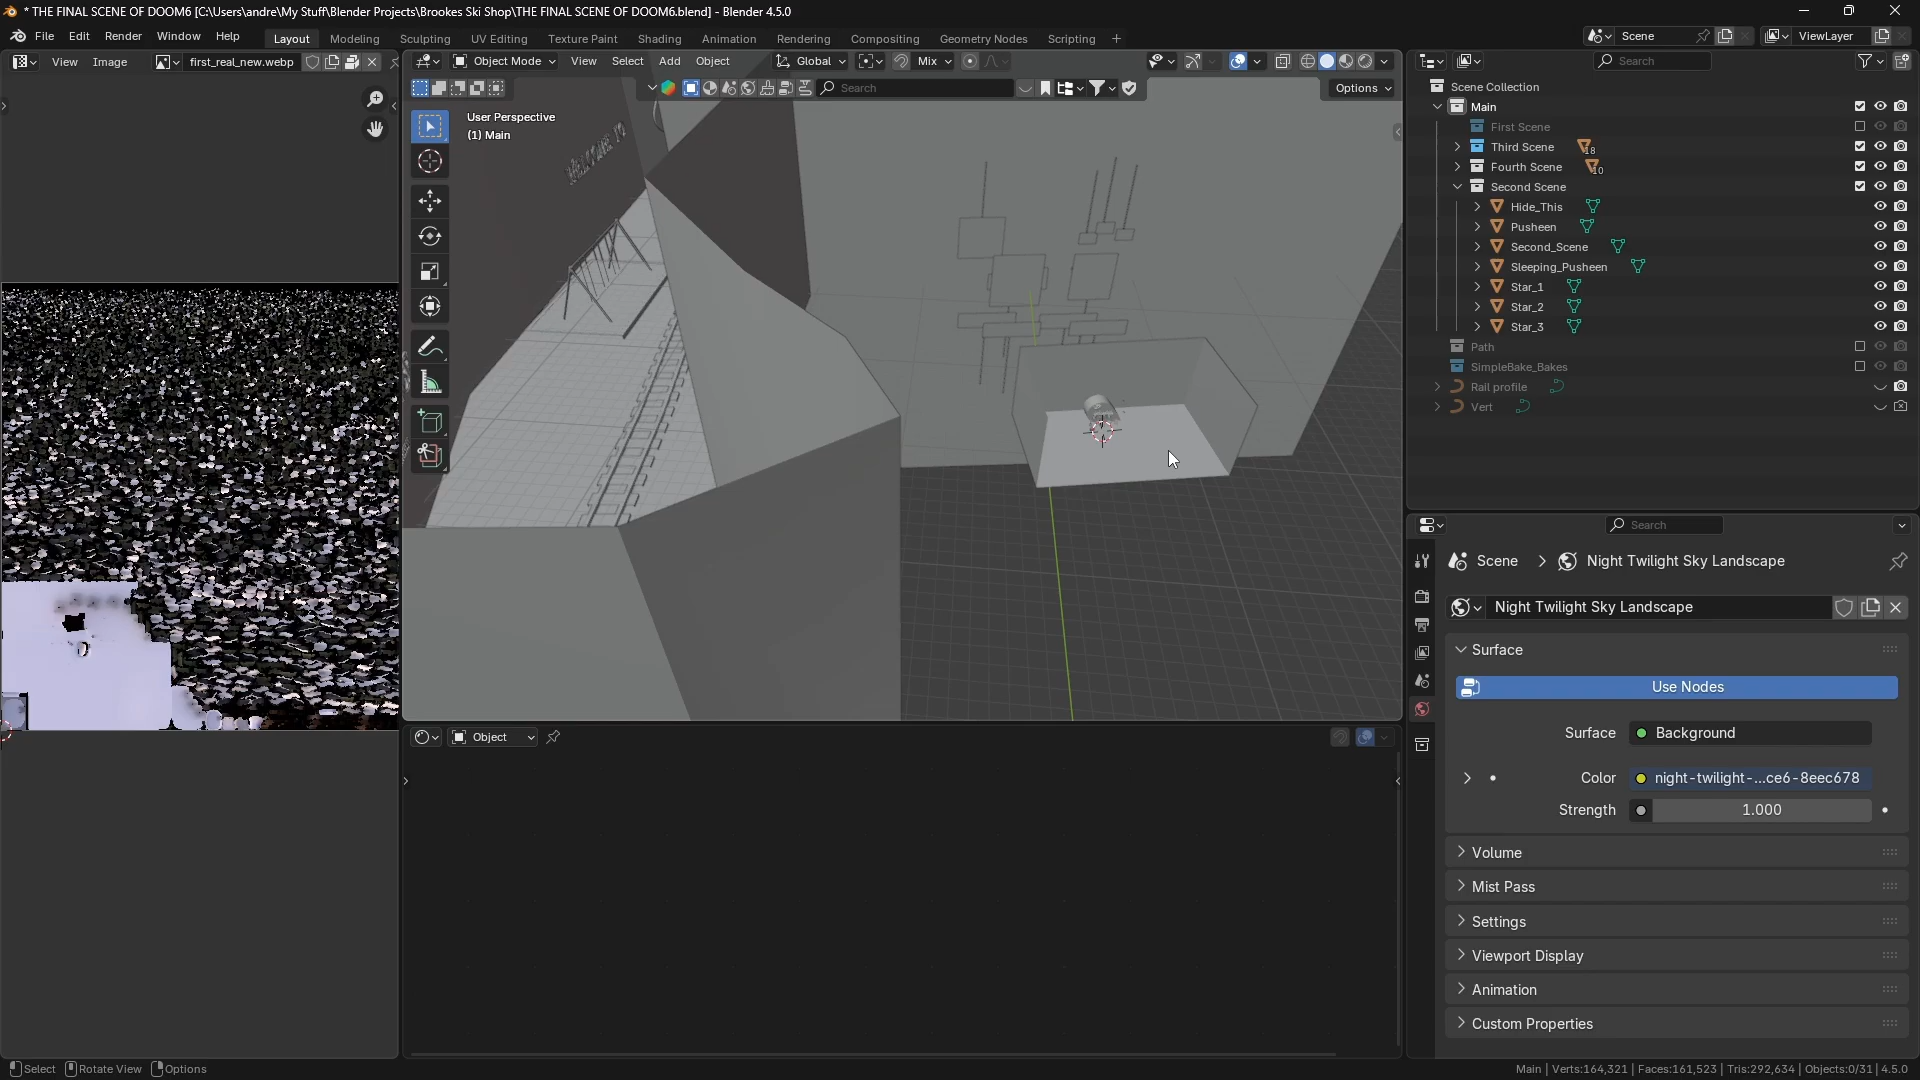 * THE FINAL SCENE OF DOOM6 [C:\Users\andre\My Stuff\Blender Projects\Brookes Ski Shop\THE FINAL SCENE OF DOOM6.blend] - Blender 4.5.0
File Edit Render Window Help Layout Modeling Sculpting UV Editing Texture Paint Shading Animation Rendering Compositing Geometry Nodes Scripting + Scene ViewLayer
View Image first_real_new.webp Object Mode View Select Add Object Global Mix Search
Search Options
User Perspective
(1) Main
Scene Collection
Main
First Scene
Third Scene 18
Fourth Scene 10
Second Scene
Hide_This
Pusheen
Second_Scene
Sleeping_Pusheen
Star_1
Star_2
Star_3
Path
SimpleBake_Bakes
Rail profile
Vert
Search
Scene > Night Twilight Sky Landscape
Night Twilight Sky Landscape
Surface
Use Nodes
Surface Background
Color night-twilight-...ce6-8eec678
Strength 1.000
Volume
Mist Pass
Settings
Viewport Display
Animation
Custom Properties
Object
Select Rotate View Options
Main | Verts:164,321 | Faces:161,523 | Tris:292,634 | Objects:0/31 | 4.5.0